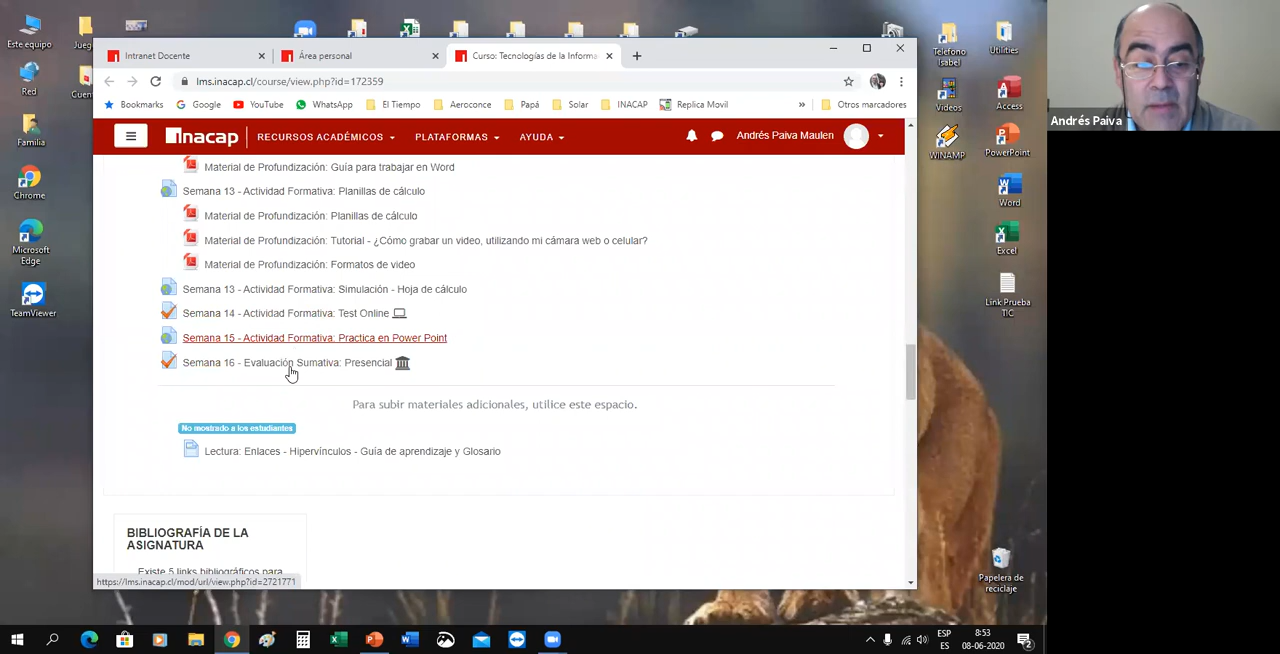 Este equipo
Jueg
Telefono Isabel
Utilities
Intranet Docente
Área personal
Curso: Tecnologías de la Informa
lms.inacap.cl/course/view.php?id=172359
Red
Cuen
Videos
Access
Andrés Paiva
Bookmarks
Google
YouTube
WhatsApp
El Tiempo
Aeroconce
Papá
Solar
INACAP
Replica Movil
»
Otros marcadores
Inacap
RECURSOS ACADÉMICOS
PLATAFORMAS
AYUDA
Andrés Paiva Maulen
Familia
WINAMP
PowerPoint
Material de Profundización: Guía para trabajar en Word
Semana 13 - Actividad Formativa: Planillas de cálculo
Chrome
Word
Material de Profundización: Planillas de cálculo
Material de Profundización: Tutorial - ¿Cómo grabar un video, utilizando mi cámara web o celular?
Microsoft Edge
Excel
Material de Profundización: Formatos de video
Semana 13 - Actividad Formativa: Simulación - Hoja de cálculo
TeamViewer
Link Prueba TIC
Semana 14 - Actividad Formativa: Test Online
Semana 15 - Actividad Formativa: Practica en Power Point
Semana 16 - Evaluación Sumativa: Presencial
Para subir materiales adicionales, utilice este espacio.
No mostrado a los estudiantes
Lectura: Enlaces - Hipervínculos - Guía de aprendizaje y Glosario
BIBLIOGRAFÍA DE LA
ASIGNATURA
Existe 5 links bibliográficos para
https://lms.inacap.cl/mod/url/view.php?id=2721771
Papelera de reciclaje
ESP
ES
8:53
08-06-2020
2